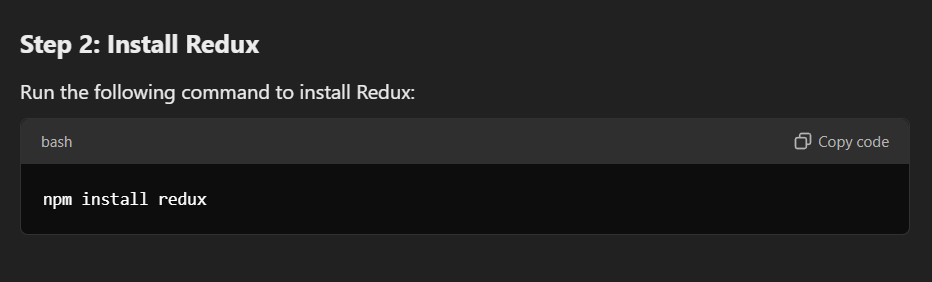 Step 2: Install Redux
Run the following command to install Redux:
bash
Copy code
npm install redux